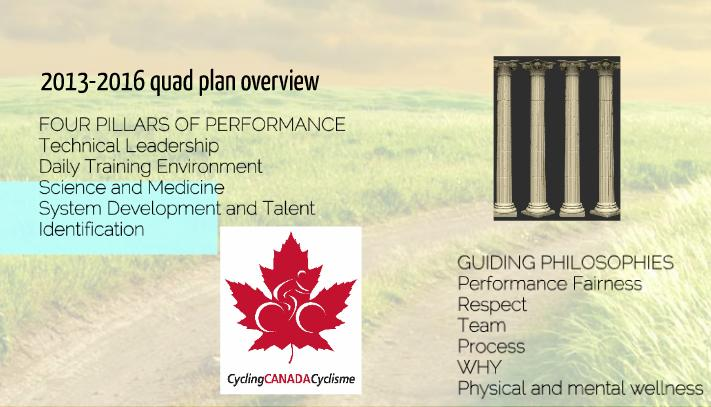 2013-2016 quad plan overview
FOUR PILLARS OF PERFORMANCE
Technical Leadership
Daily Training Environment
Science and Medicine
System Development and Talent
Identification
CyclingCANADACyclisme
GUIDING PHILOSOPHIES
Performance Fairness
Respect
Team
Process
WHY
Physical and mental wellness